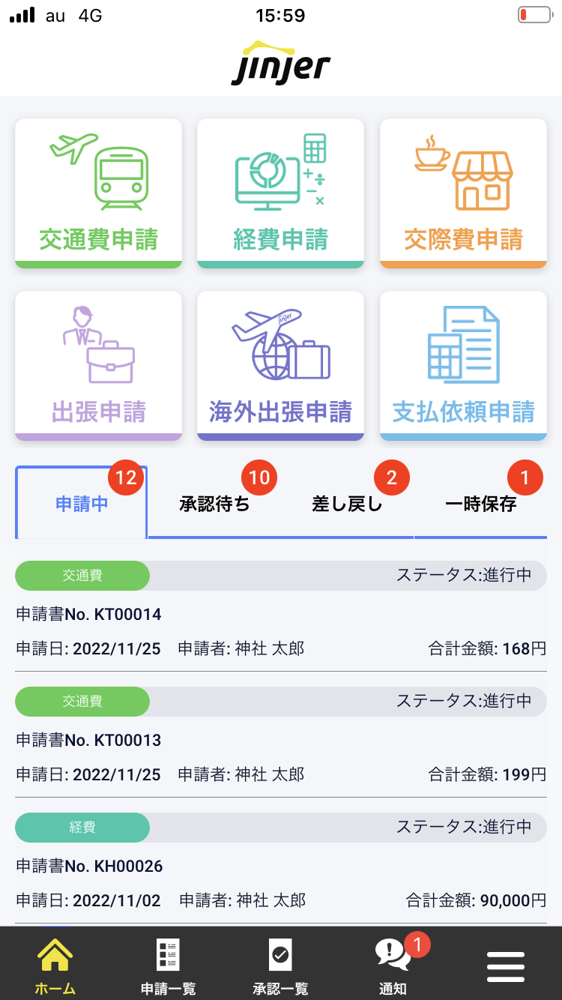 au 4G 15:59
jinjer
交通費申請 経費申請 交際費申請
jinjer
出張申請 海外出張申請 支払依頼申請
12 10 2 1
申請中 承認待ち 差し戻し 一時保存
交通費 ステータス:進行中
申請書No. KT00014
申請日: 2022/11/25 申請者: 神社 太郎 合計金額: 168円
交通費 ステータス:進行中
申請書No. KT00013
申請日: 2022/11/25 申請者: 神社 太郎 合計金額: 199円
経費 ステータス:進行中
申請書No. KH00026
申請日: 2022/11/02 申請者: 神社 太郎 合計金額: 90,000円
1
ホーム 申請一覧 承認一覧 通知